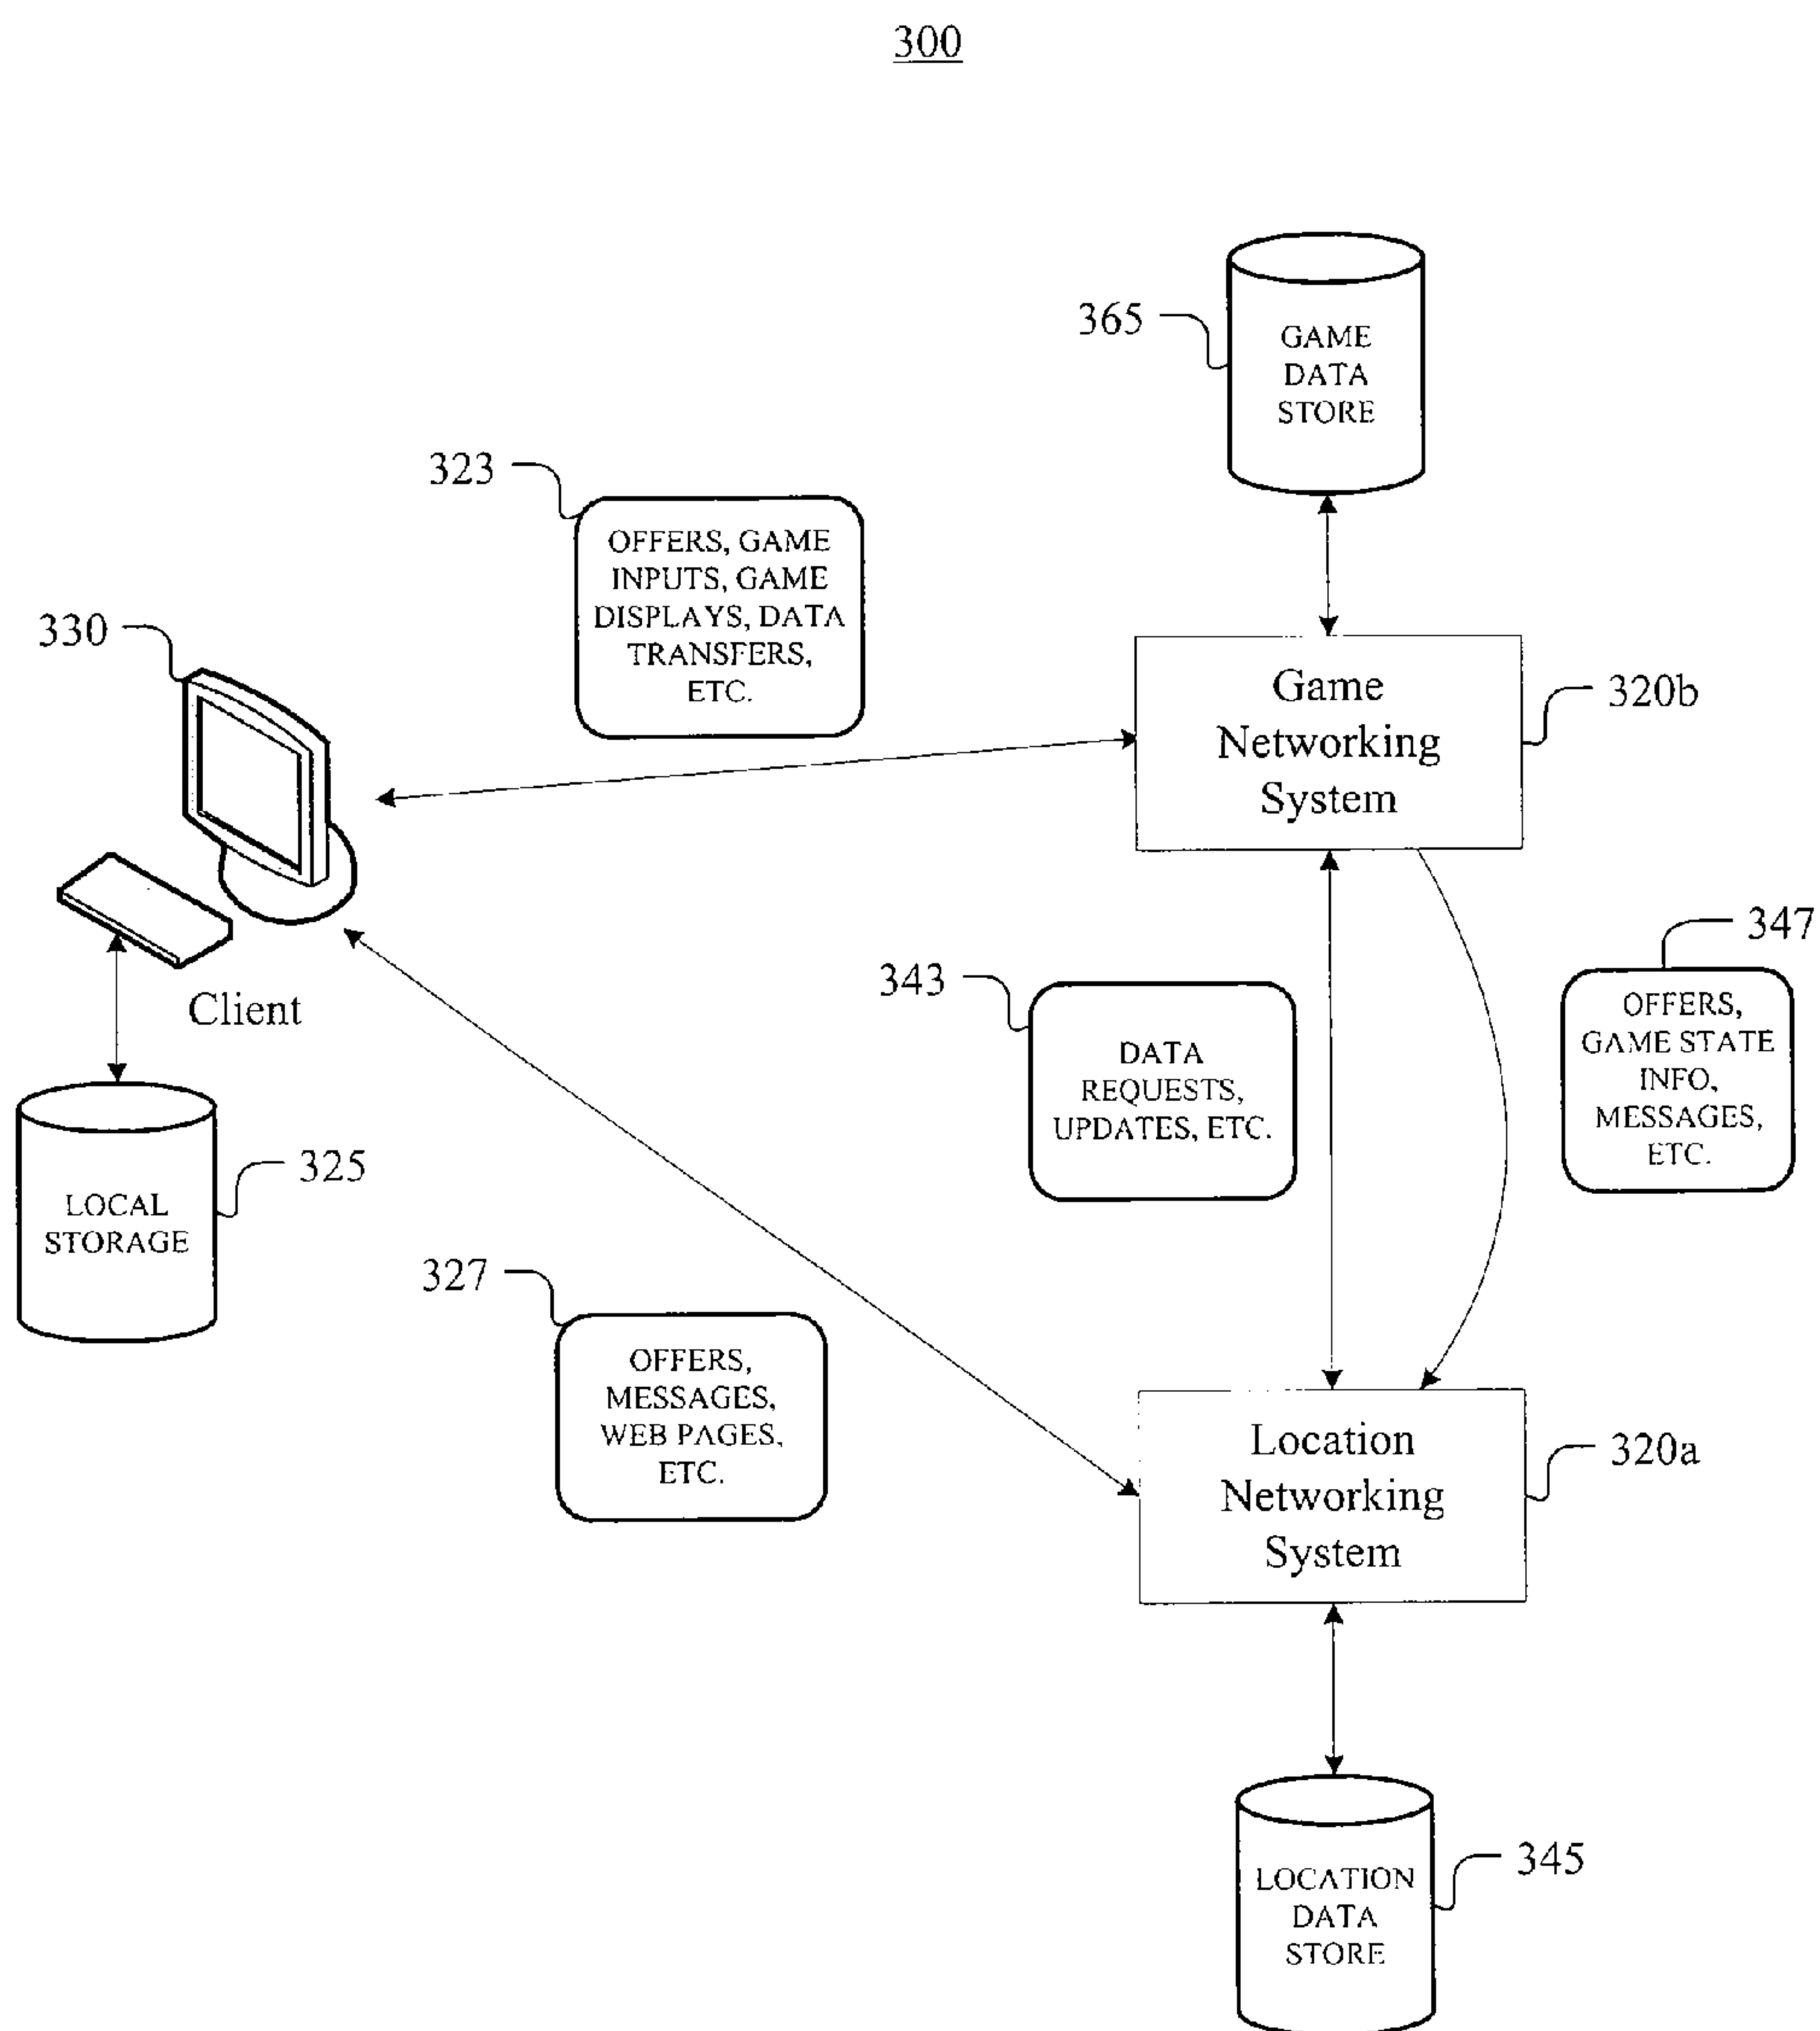 300
365
GAME
DATA
STORE
323
OFFERS, GAME
INPUTS, GAME
DISPLAYS, DATA
TRANSFERS,
ETC.
330
Game
Networking
System
320b
Client
343
DATA
REQUESTS,
UPDATES, ETC.
347
OFFERS,
GAME STATE
INFO,
MESSAGES,
ETC.
LOCAL
STORAGE
325
327
OFFERS,
MESSAGES,
WEB PAGES,
ETC.
Location
Networking
System
320a
LOCATION
DATA
STORE
345